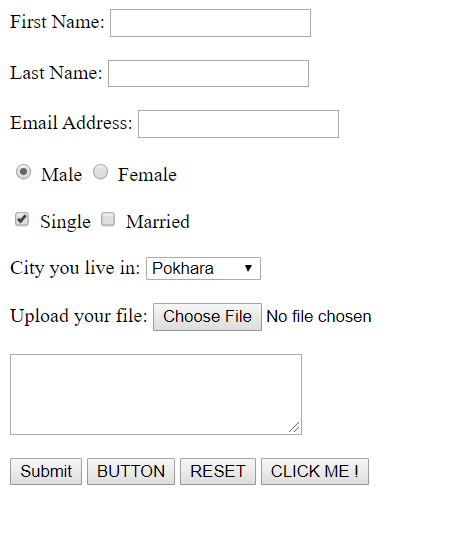 First Name:
Last Name:
Email Address:
Male Female
Single Married
City you live in: Pokhara
Upload your file: Choose File No file chosen
Submit BUTTON RESET CLICK ME !